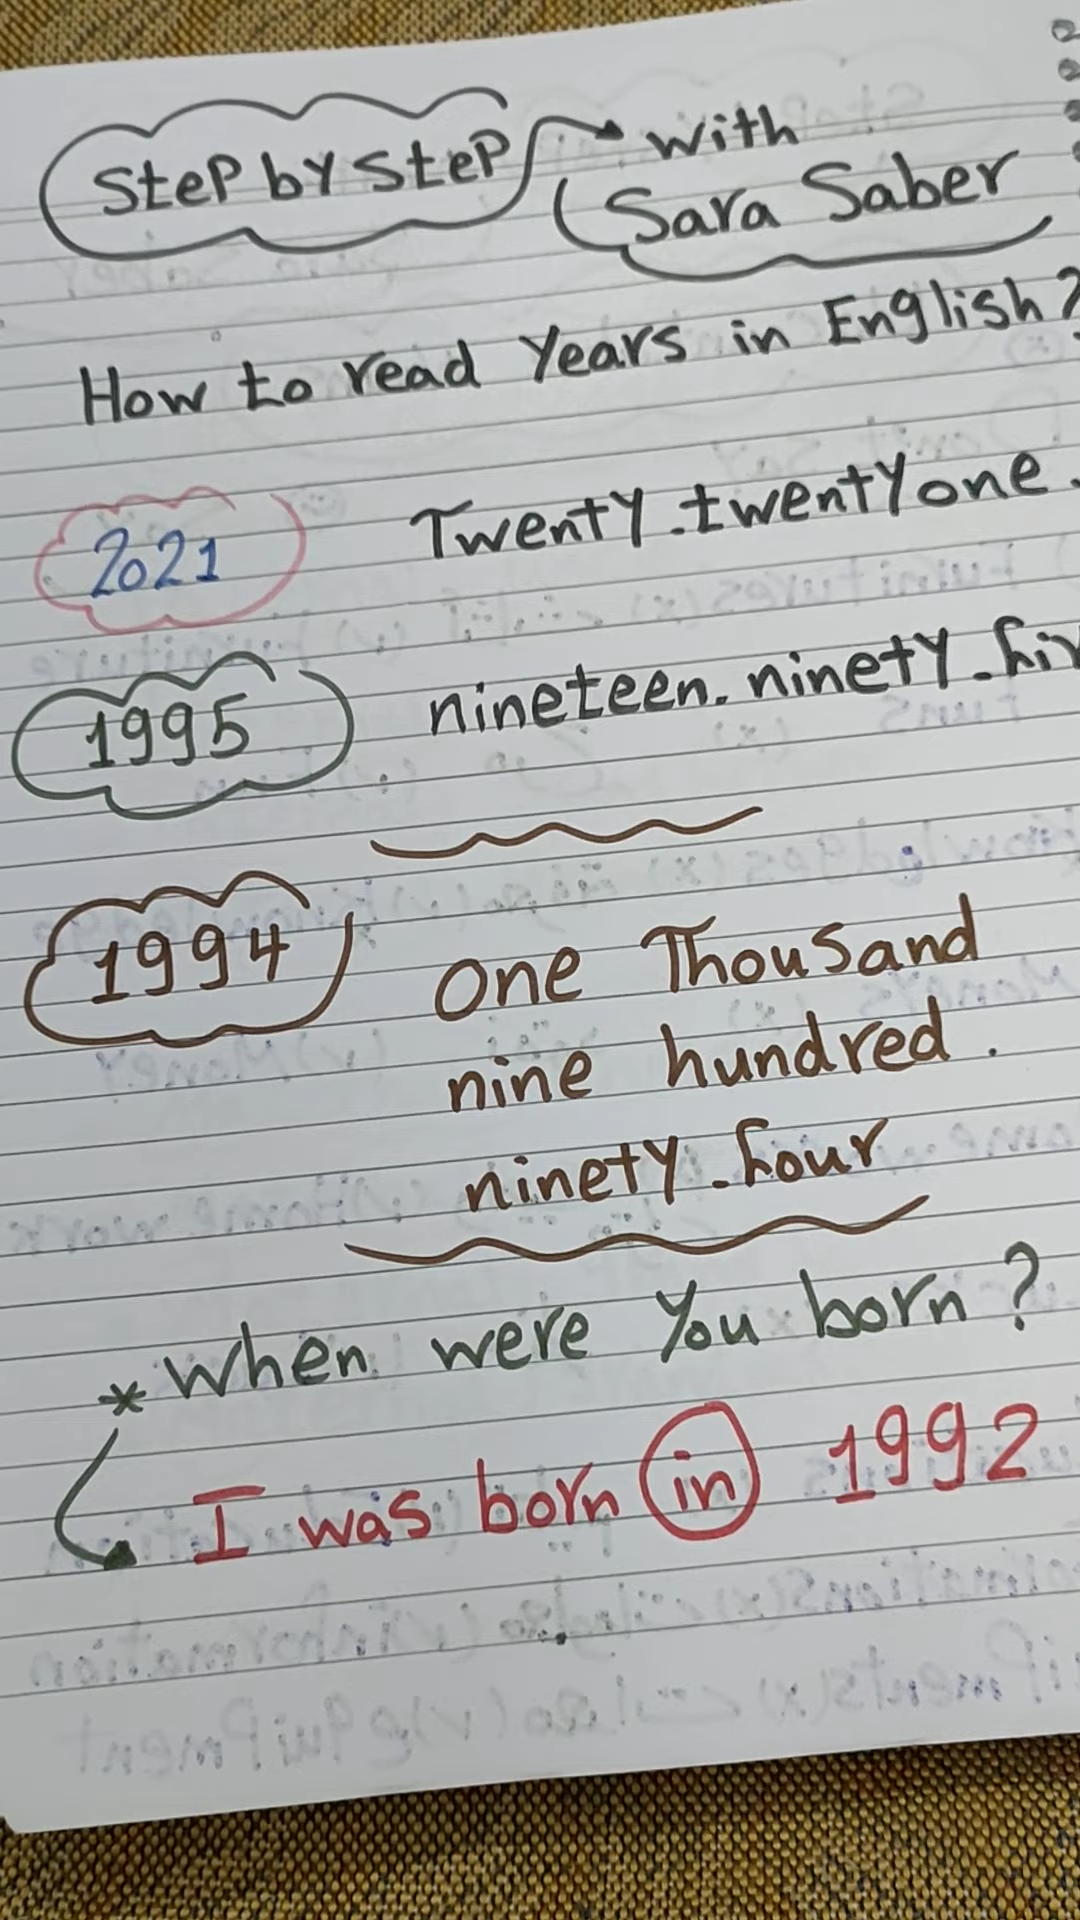 SteP by SteP with
Sara Saber
How to read Years in English?
2021 Twenty-twenty one.
1995 nineteen. ninety-fiv
1994 one Thousand
nine hundred.
ninety-four
* When were You born ?
I was born in 1992